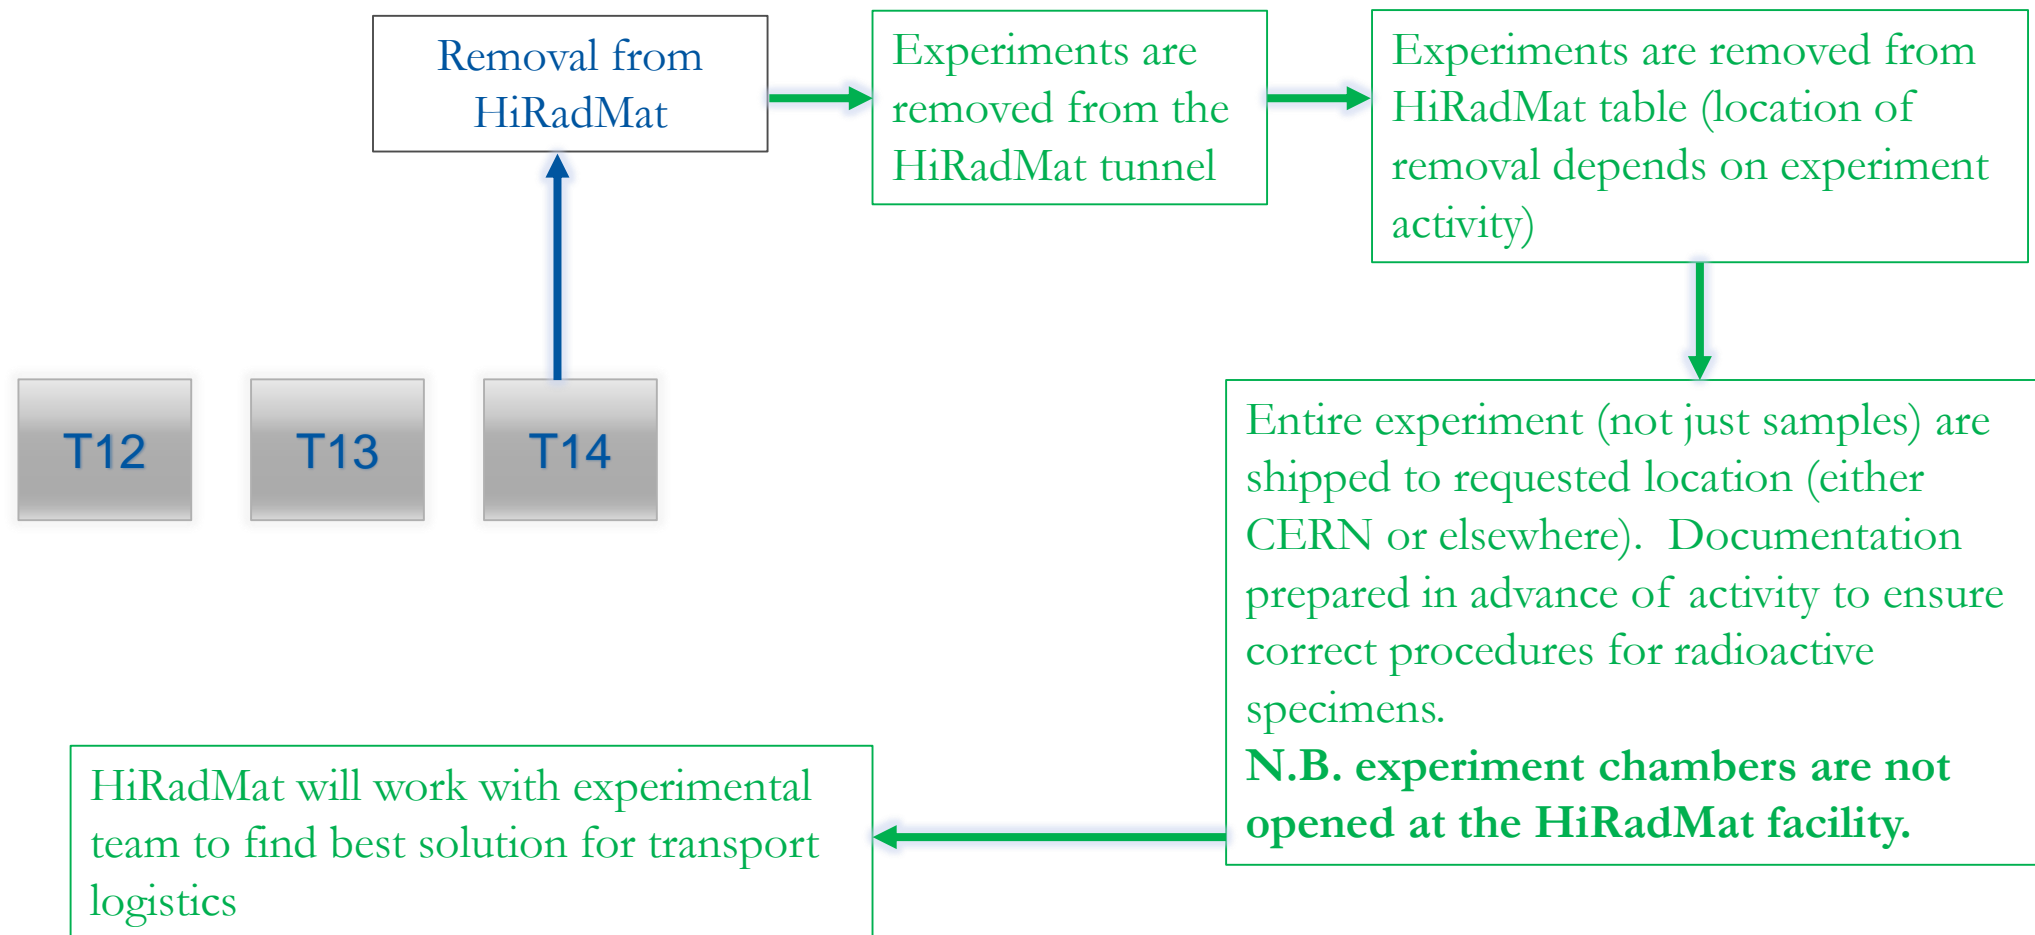 Removal from
HiRadMat
Experiments are
removed from the
HiRadMat tunnel
Experiments are removed from
HiRadMat table (location of
removal depends on experiment
activity)
T12
T13
T14
Entire experiment (not just samples) are
shipped to requested location (either
CERN or elsewhere).  Documentation
prepared in advance of activity to ensure
correct procedures for radioactive
specimens.
N.B. experiment chambers are not
opened at the HiRadMat facility.
HiRadMat will work with experimental
team to find best solution for transport
logistics